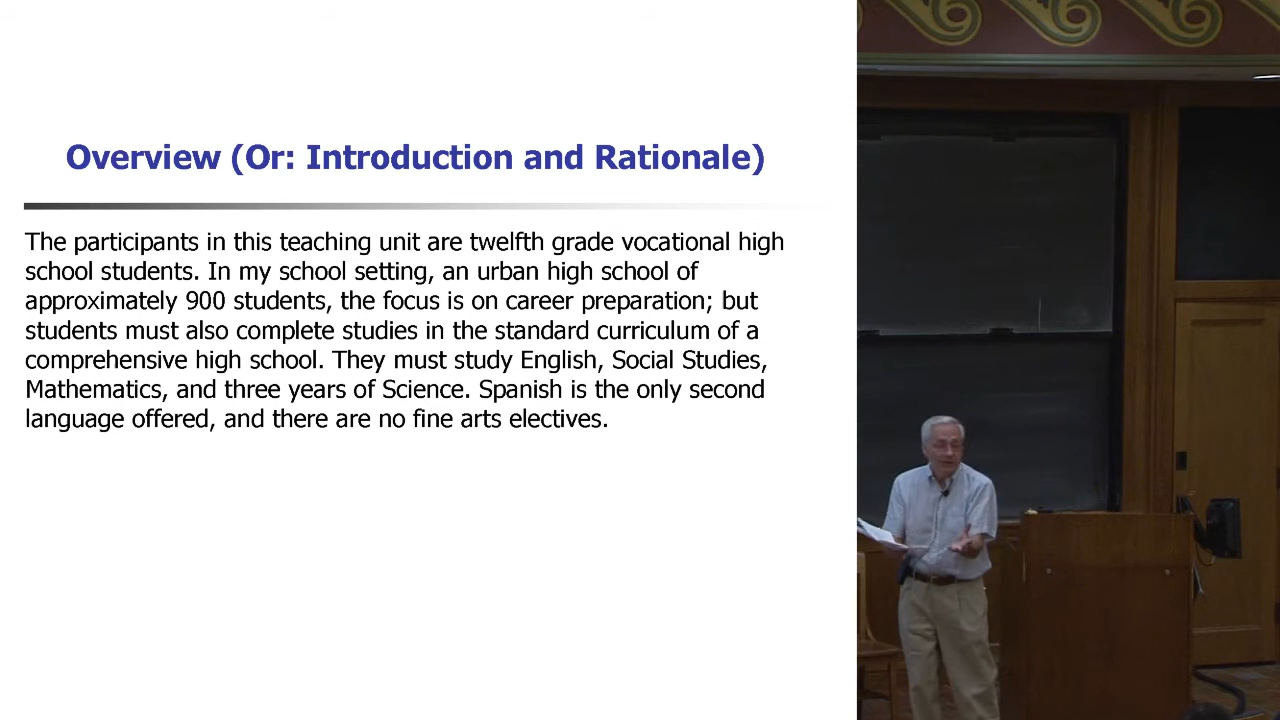 Overview (Or: Introduction and Rationale)
The participants in this teaching unit are twelfth grade vocational high
school students. In my school setting, an urban high school of
approximately 900 students, the focus is on career preparation; but
students must also complete studies in the standard curriculum of a
comprehensive high school. They must study English, Social Studies,
Mathematics, and three years of Science. Spanish is the only second
language offered, and there are no fine arts electives.